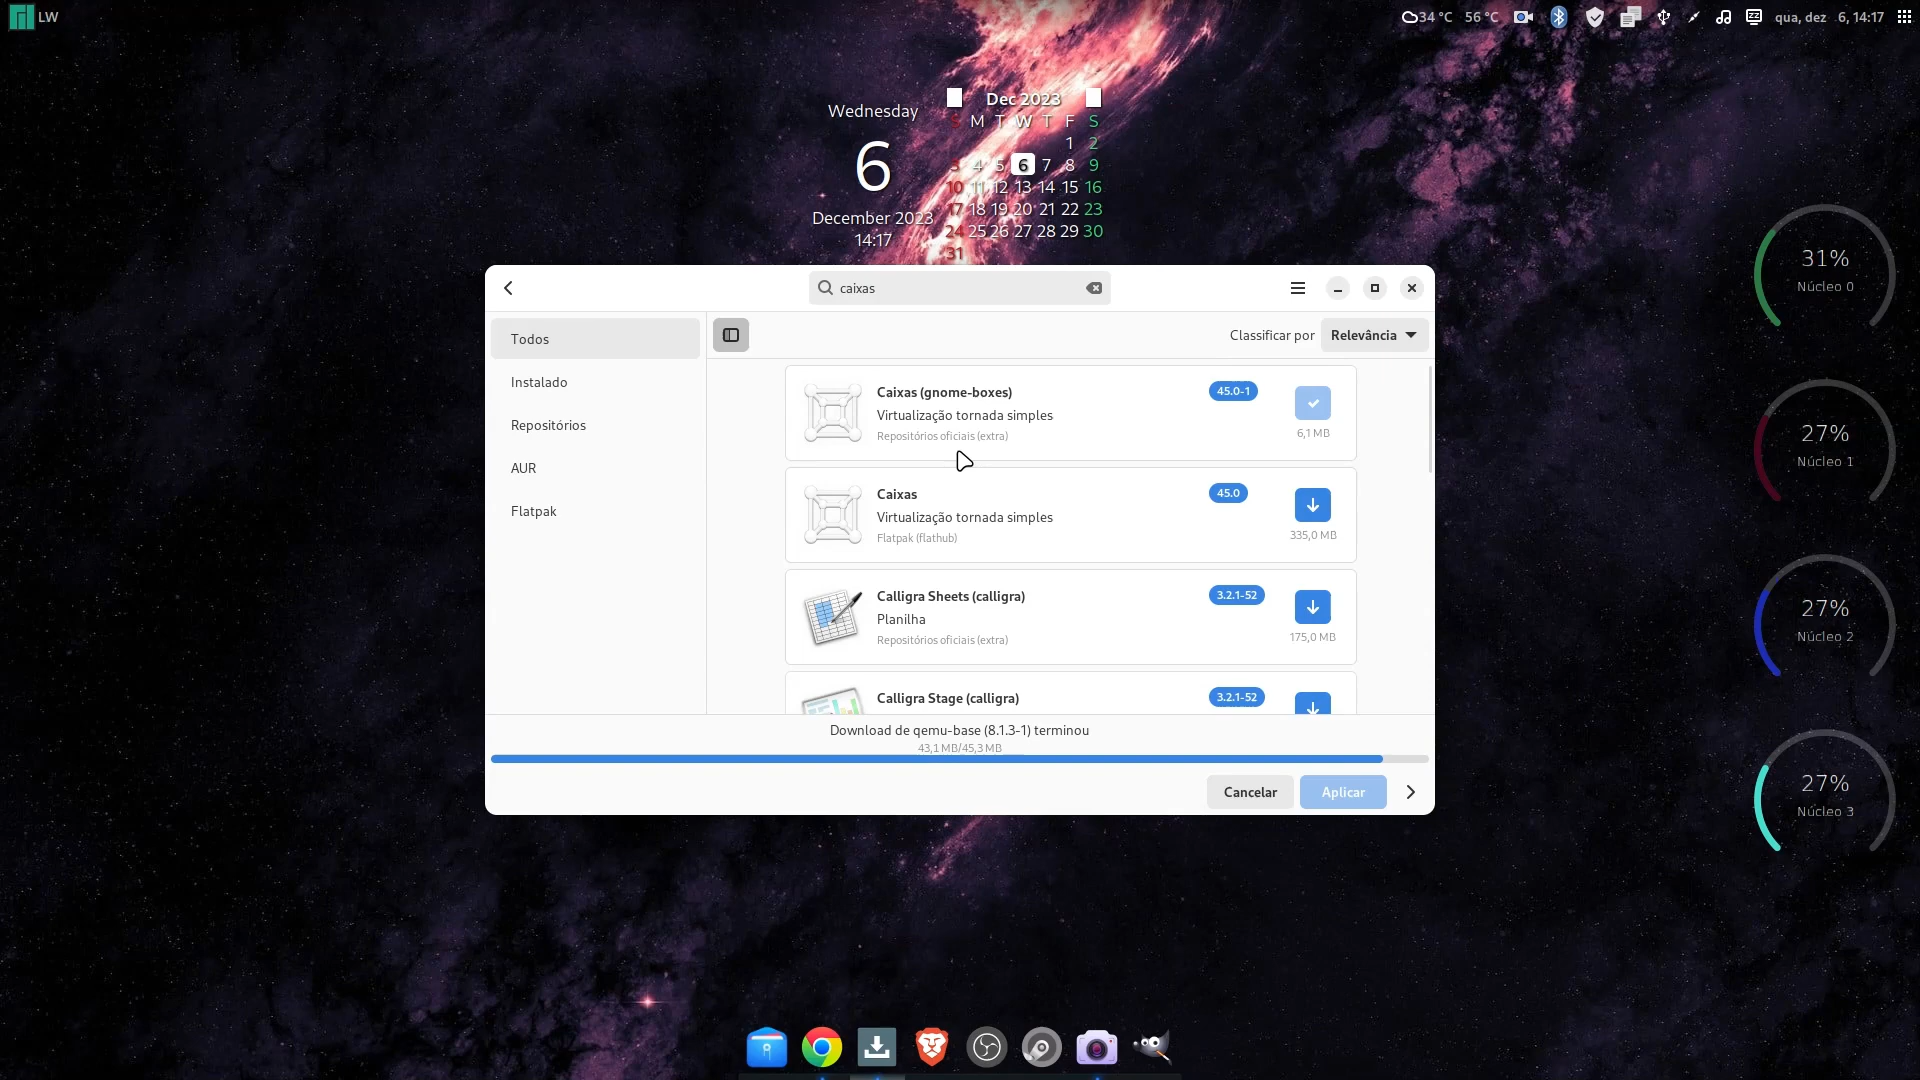 LW
34 °C
56 °C
qua, dez   6, 14:17
Wednesday
6
December 2023
14:17
Dec 2023
S M T W T F S
1 2
3 4 5 6 7 8 9
10 11 12 13 14 15 16
17 18 19 20 21 22 23
24 25 26 27 28 29 30
31
31%
Núcleo 0
27%
Núcleo 1
27%
Núcleo 2
27%
Núcleo 3
caixas
Todos
Instalado
Repositórios
AUR
Flatpak
Classificar por
Relevância
Caixas (gnome-boxes)
45.0-1
Virtualização tornada simples
Repositórios oficiais (extra)
6,1 MB
Caixas
45.0
Virtualização tornada simples
Flatpak (flathub)
335,0 MB
Calligra Sheets (calligra)
3.2.1-52
Planilha
Repositórios oficiais (extra)
175,0 MB
Calligra Stage (calligra)
3.2.1-52
Download de qemu-base (8.1.3-1) terminou
43,1 MB/45,3 MB
Cancelar
Aplicar